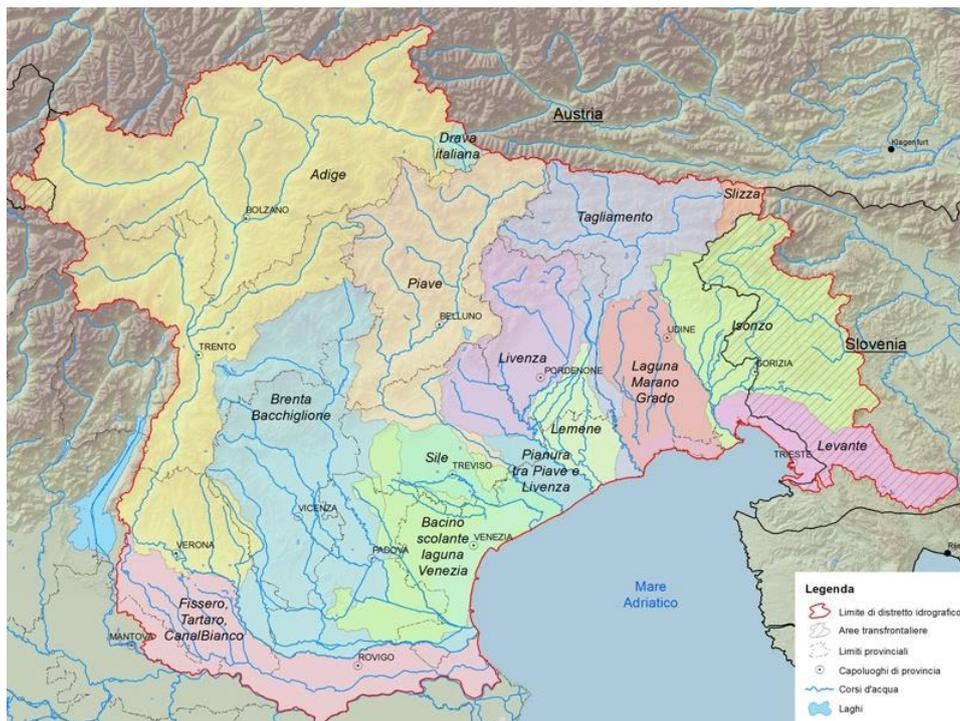 Austria
Klagenfurt
Drava
italiana
Adige
Slizza
Tagliamento
BOLZANO
Piave
BELLUNO
UDINE
Isonzo
Slovenia
TRENTO
Livenza
PORDENONE
Laguna
Marano
Grado
GORIZIA
Brenta
Bacchiglione
Lemene
Levante
TRIESTE
Sile
TREVISO
Pianura
tra Piave e
Livenza
VICENZA
Bacino
scolante
laguna
Venezia
VENEZIA
PADOVA
VERONA
Mare
Adriatico
Fissero,
Tartaro,
CanalBianco
MANTOVA
ROVIGO
Legenda
Limite di distretto idrografico
Aree transfrontaliere
Limiti provinciali
Capoluoghi di provincia
Corsi d'acqua
Laghi